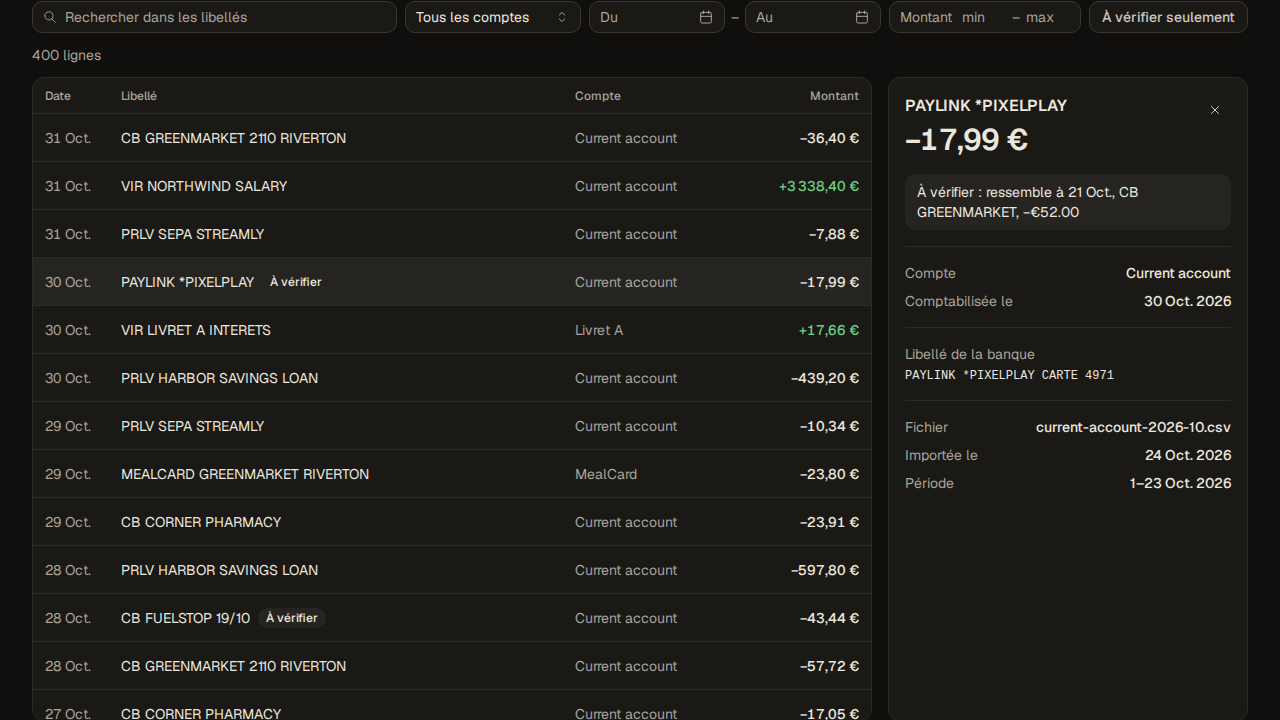 Rechercher dans les libellés
Tous les comptes
Du
–
Au
Montant min – max
À vérifier seulement
400 lignes
Date Libellé Compte Montant
31 Oct. CB GREENMARKET 2110 RIVERTON Current account −36,40 €
31 Oct. VIR NORTHWIND SALARY Current account +3 338,40 €
31 Oct. PRLV SEPA STREAMLY Current account −7,88 €
30 Oct. PAYLINK *PIXELPLAY À vérifier Current account −17,99 €
30 Oct. VIR LIVRET A INTERETS Livret A +17,66 €
30 Oct. PRLV HARBOR SAVINGS LOAN Current account −439,20 €
29 Oct. PRLV SEPA STREAMLY Current account −10,34 €
29 Oct. MEALCARD GREENMARKET RIVERTON MealCard −23,80 €
29 Oct. CB CORNER PHARMACY Current account −23,91 €
28 Oct. PRLV HARBOR SAVINGS LOAN Current account −597,80 €
28 Oct. CB FUELSTOP 19/10 À vérifier Current account −43,44 €
28 Oct. CB GREENMARKET 2110 RIVERTON Current account −57,72 €
27 Oct. CB CORNER PHARMACY Current account −17,05 €
PAYLINK *PIXELPLAY
−17,99 €
À vérifier : ressemble à 21 Oct., CB
GREENMARKET, −€52.00
Compte Current account
Comptabilisée le 30 Oct. 2026
Libellé de la banque
PAYLINK *PIXELPLAY CARTE 4971
Fichier current-account-2026-10.csv
Importée le 24 Oct. 2026
Période 1–23 Oct. 2026